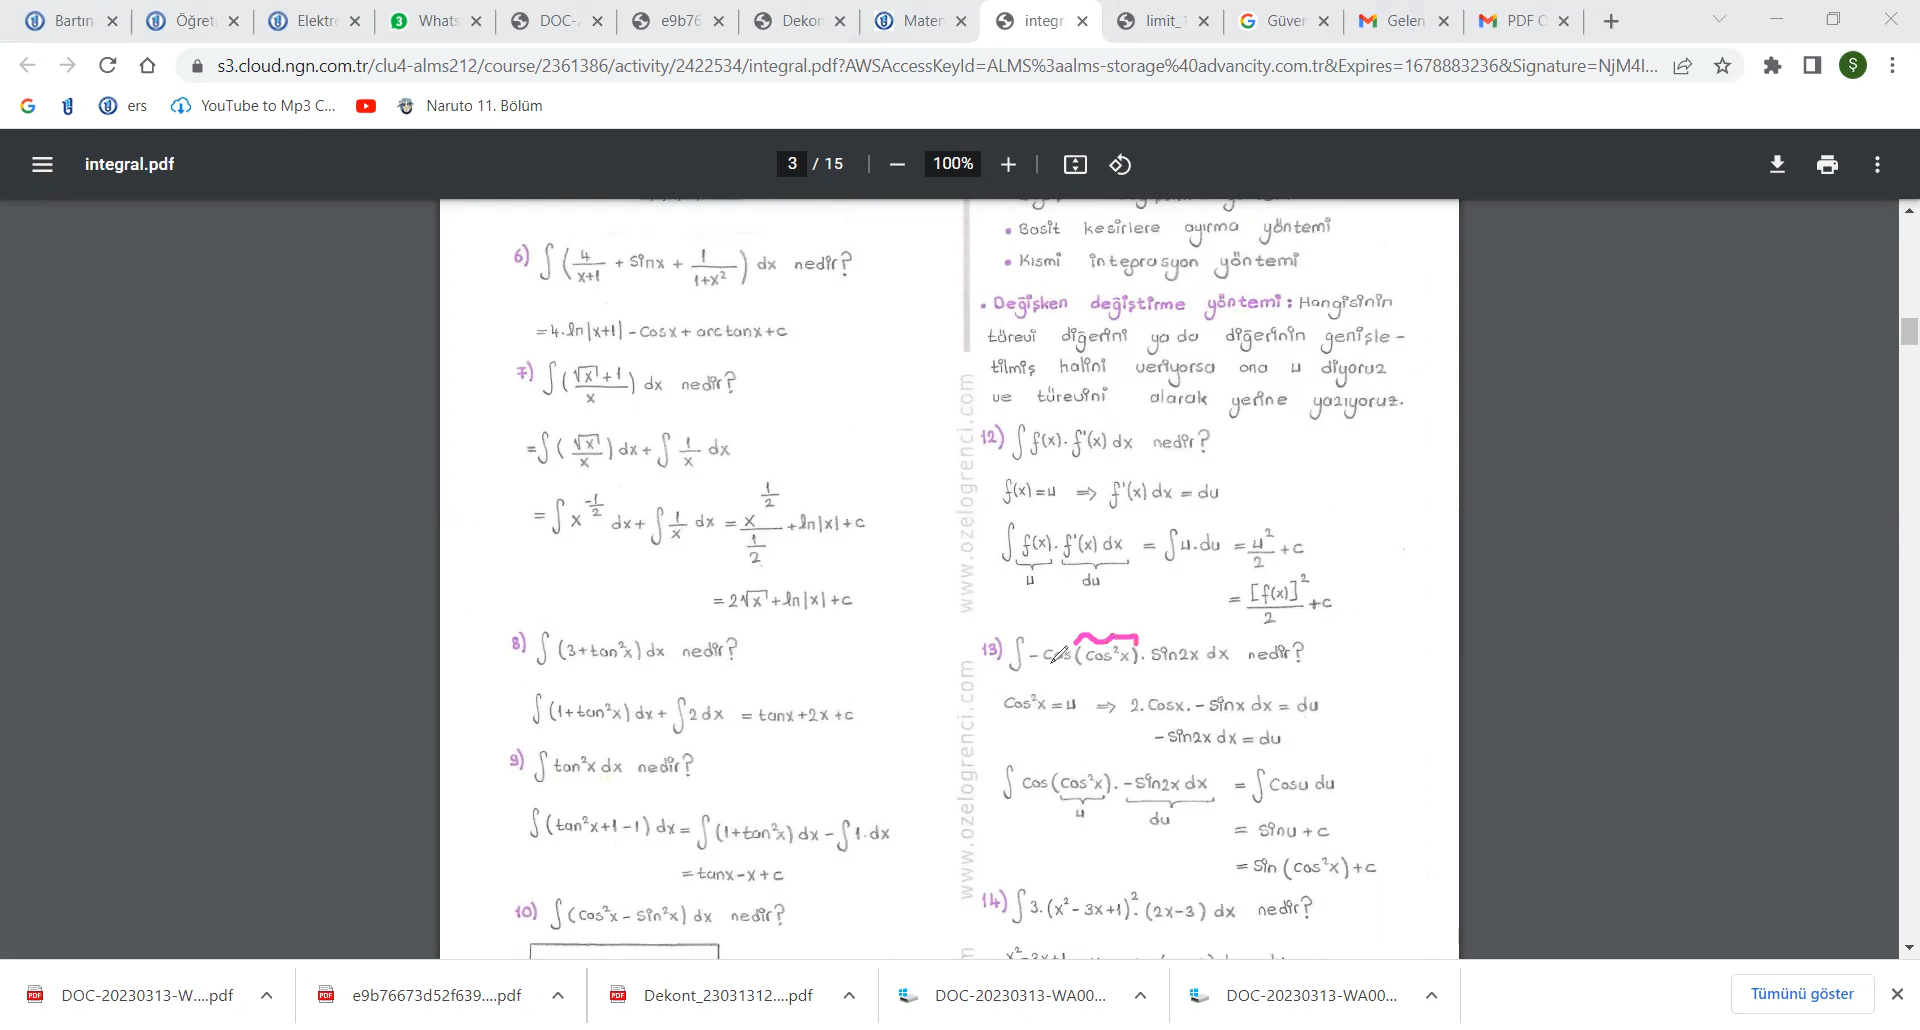 Bartın
Öğret
Elektr
Whats
DOC-2
e9b76
Dekon
Mater
integr
limit_1
Güver
Gelen
PDF C
s3.cloud.ngn.com.tr/clu4-alms212/course/2361386/activity/2422534/integral.pdf?AWSAccessKeyId=ALMS%3aalms-storage%40advancity.com.tr&Expires=1678883236&Signature=NjM4I...
Ş
ers
YouTube to Mp3 C...
Naruto 11. Bölüm
integral.pdf
3 / 15
100%
6) ∫ (4/(x+1) + sinx + 1/(1+x²)) dx nedir?
= 4.ln|x+1| - cosx + arctanx + c
7) ∫ ((√x + 1)/x) dx nedir?
= ∫ (√x/x) dx + ∫ 1/x dx
= ∫ x^(-1/2) dx + ∫ 1/x dx = x^(1/2)/(1/2) + ln|x| + c
= 2√x + ln|x| + c
8) ∫ (3+tan²x) dx nedir?
∫ (1+tan²x) dx + ∫ 2 dx = tanx + 2x + c
9) ∫ tan²x dx nedir?
∫ (tan²x+1-1) dx = ∫ (1+tan²x) dx - ∫ 1.dx
= tanx - x + c
10) ∫ (cos²x - sin²x) dx nedir?
www.ozelogrenci.com
www.ozelogrenci.com
• Basit kesirlere ayırma yöntemi
• Kısmi integrasyon yöntemi
• Değişken değiştirme yöntemi: Hangisinin
türevi diğerini ya da diğerinin genişle-
tilmiş halini veriyorsa ona u diyoruz
ve türevini alarak yerine yazıyoruz.
12) ∫ f(x).f'(x) dx nedir?
f(x) = u ⇒ f'(x) dx = du
∫ f(x).f'(x) dx = ∫ u.du = u²/2 + c
u du
= [f(x)]²/2 + c
13) ∫ -cos(cos²x).sin2x dx nedir?
Cos²x = u ⇒ 2.Cosx.-sinx dx = du
-sin2x dx = du
∫ cos(cos²x).-sin2x dx = ∫ cosu du
u du
= sinu + c
= sin(cos²x) + c
14) ∫ 3.(x²-3x+1)².(2x-3) dx nedir?
DOC-20230313-W....pdf
e9b76673d52f639....pdf
Dekont_23031312....pdf
DOC-20230313-WA00...
DOC-20230313-WA00...
Tümünü göster